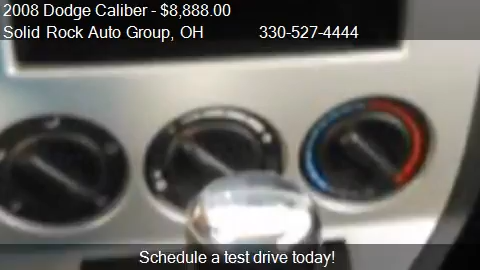 2008 Dodge Caliber - $8,888.00
Solid Rock Auto Group, OH 330-527-4444
Schedule a test drive today!